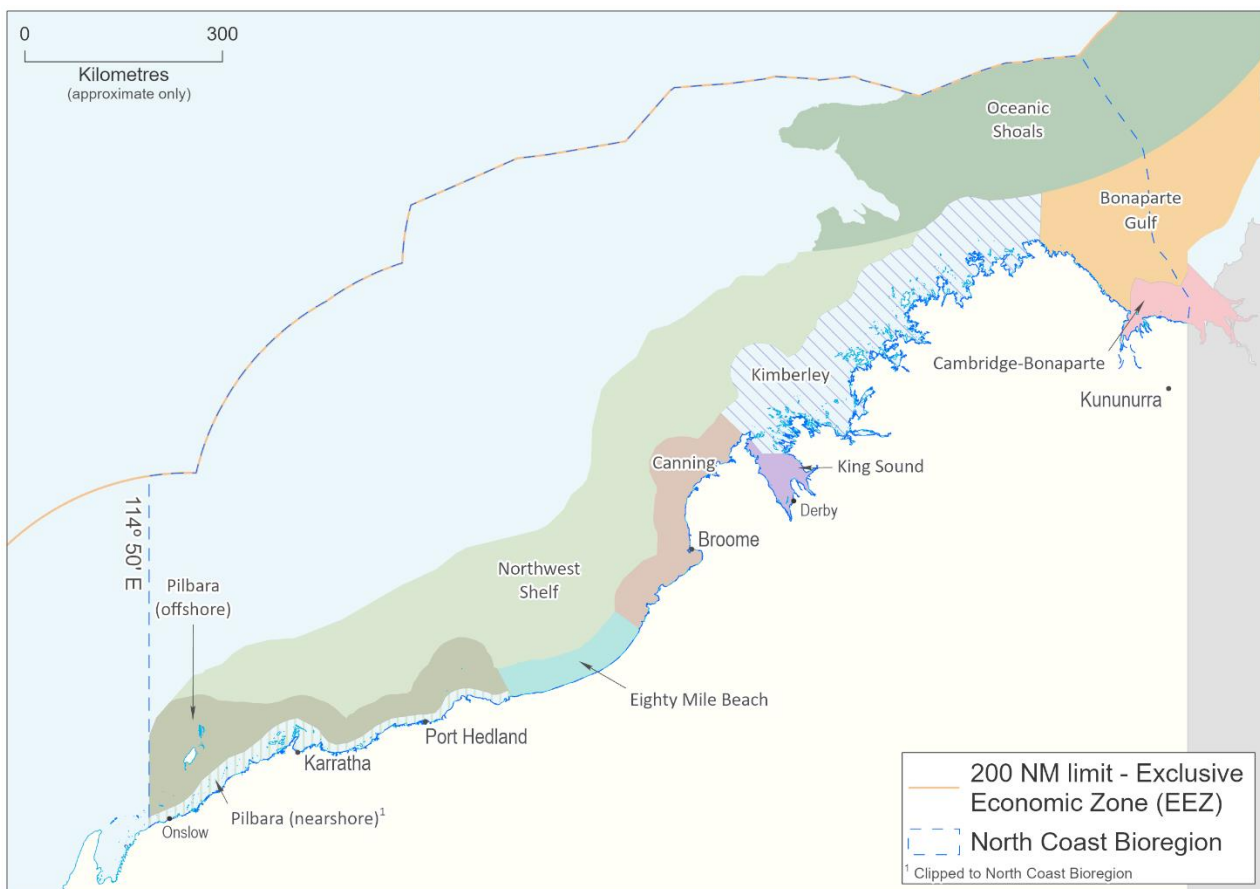 0 300
Kilometres
(approximate only)
Oceanic
Shoals
Bonaparte
Gulf
Kimberley
Cambridge-Bonaparte
Kununurra
Canning
King Sound
Derby
114º 50' E
Broome
Northwest
Shelf
Pilbara
(offshore)
Eighty Mile Beach
Port Hedland
Karratha
Pilbara (nearshore)¹
Onslow
200 NM limit - Exclusive
Economic Zone (EEZ)
North Coast Bioregion
¹ Clipped to North Coast Bioregion